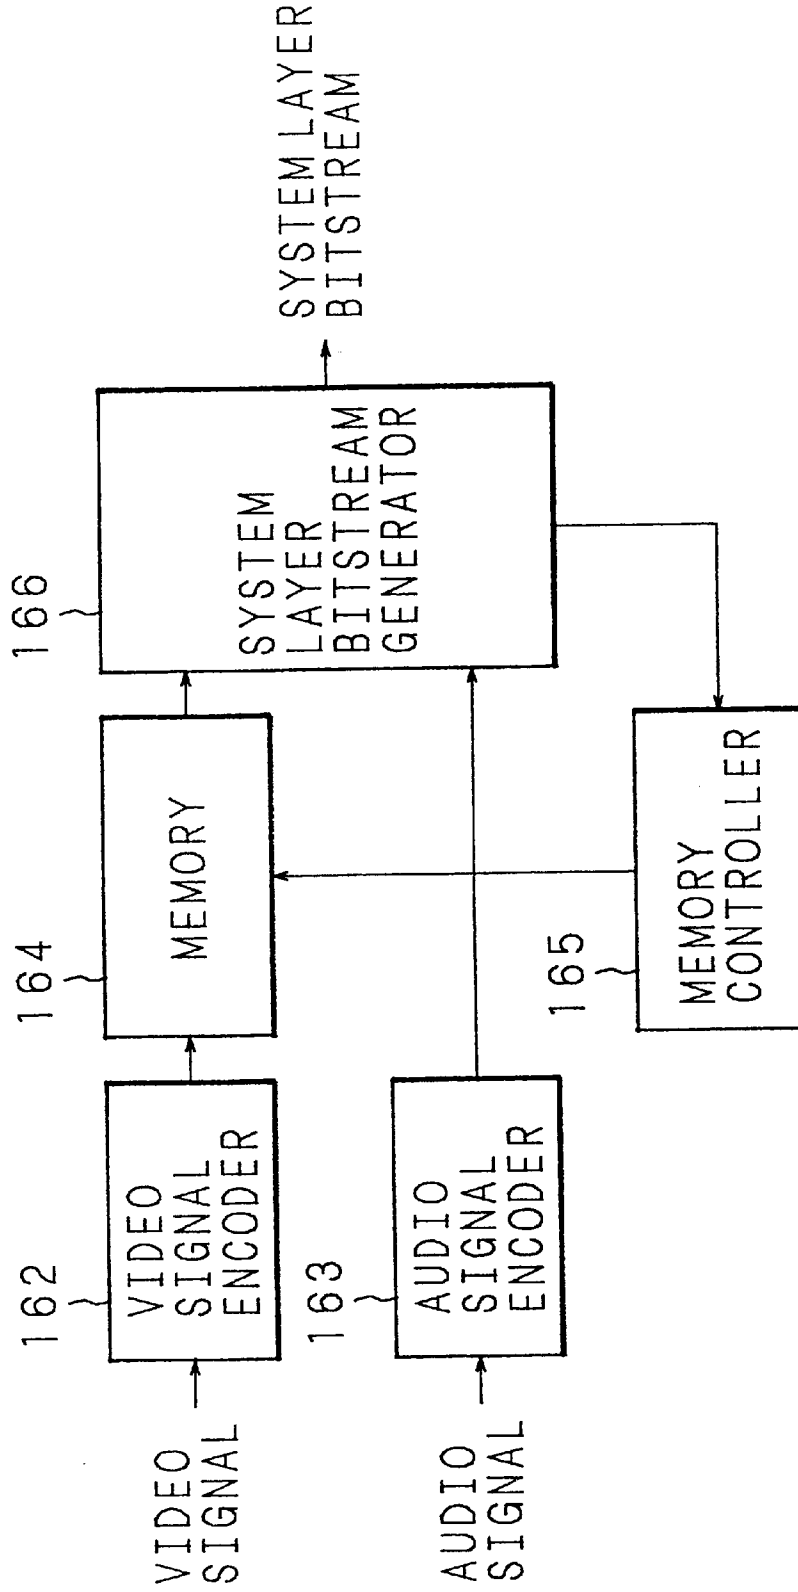 VIDEO
SIGNAL
162
VIDEO
SIGNAL
ENCODER
164
MEMORY
166
SYSTEM
LAYER
BITSTREAM
GENERATOR
SYSTEM LAYER
BITSTREAM
AUDIO
SIGNAL
163
AUDIO
SIGNAL
ENCODER
165
MEMORY
CONTROLLER